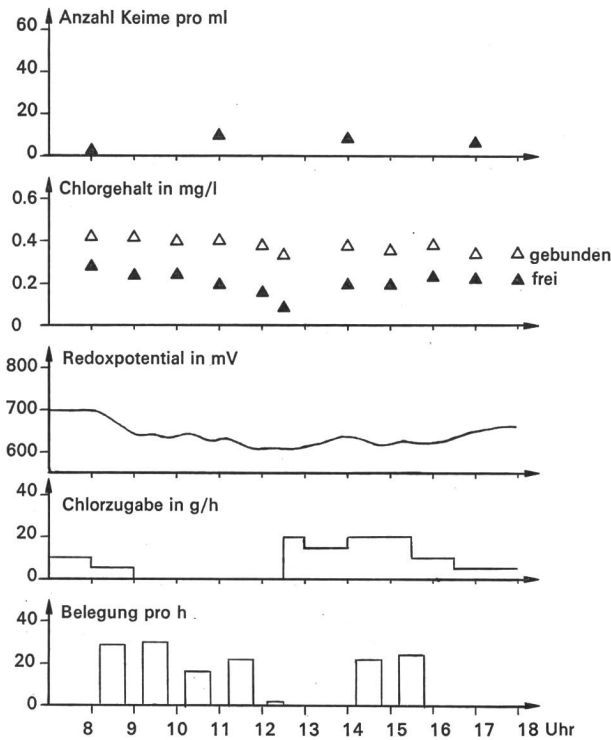 Anzahl Keime pro ml
60
40
20
0
Chlorgehalt in mg/l
0.6
0.4
gebunden
0.2
frei
0
Redoxpotential in mV
800
700
600
Chlorzugabe in g/h
40
20
0
Belegung pro h
40
20
0
8 9 10 11 12 13 14 15 16 17 18 Uhr